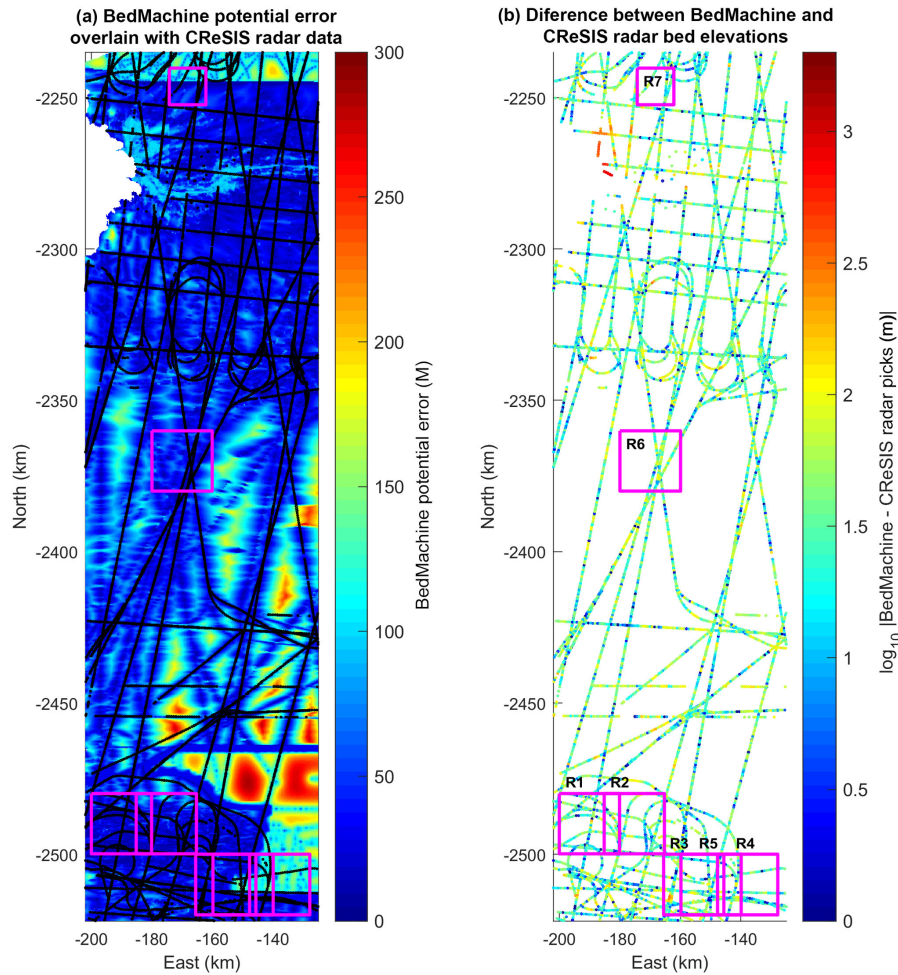 (a) BedMachine potential error
overlain with CReSIS radar data
-2250
-2300
-2350
-2400
-2450
-2500
North (km)
-200
-180
-160
-140
East (km)
300
250
200
150
100
50
0
BedMachine potential error (M)
(b) Diference between BedMachine and
CReSIS radar bed elevations
-2250
-2300
-2350
-2400
-2450
-2500
North (km)
R7
R6
R1
R2
R3
R5
R4
-200
-180
-160
-140
East (km)
3
2.5
2
1.5
1
0.5
0
log10 |BedMachine - CReSIS radar picks (m)|